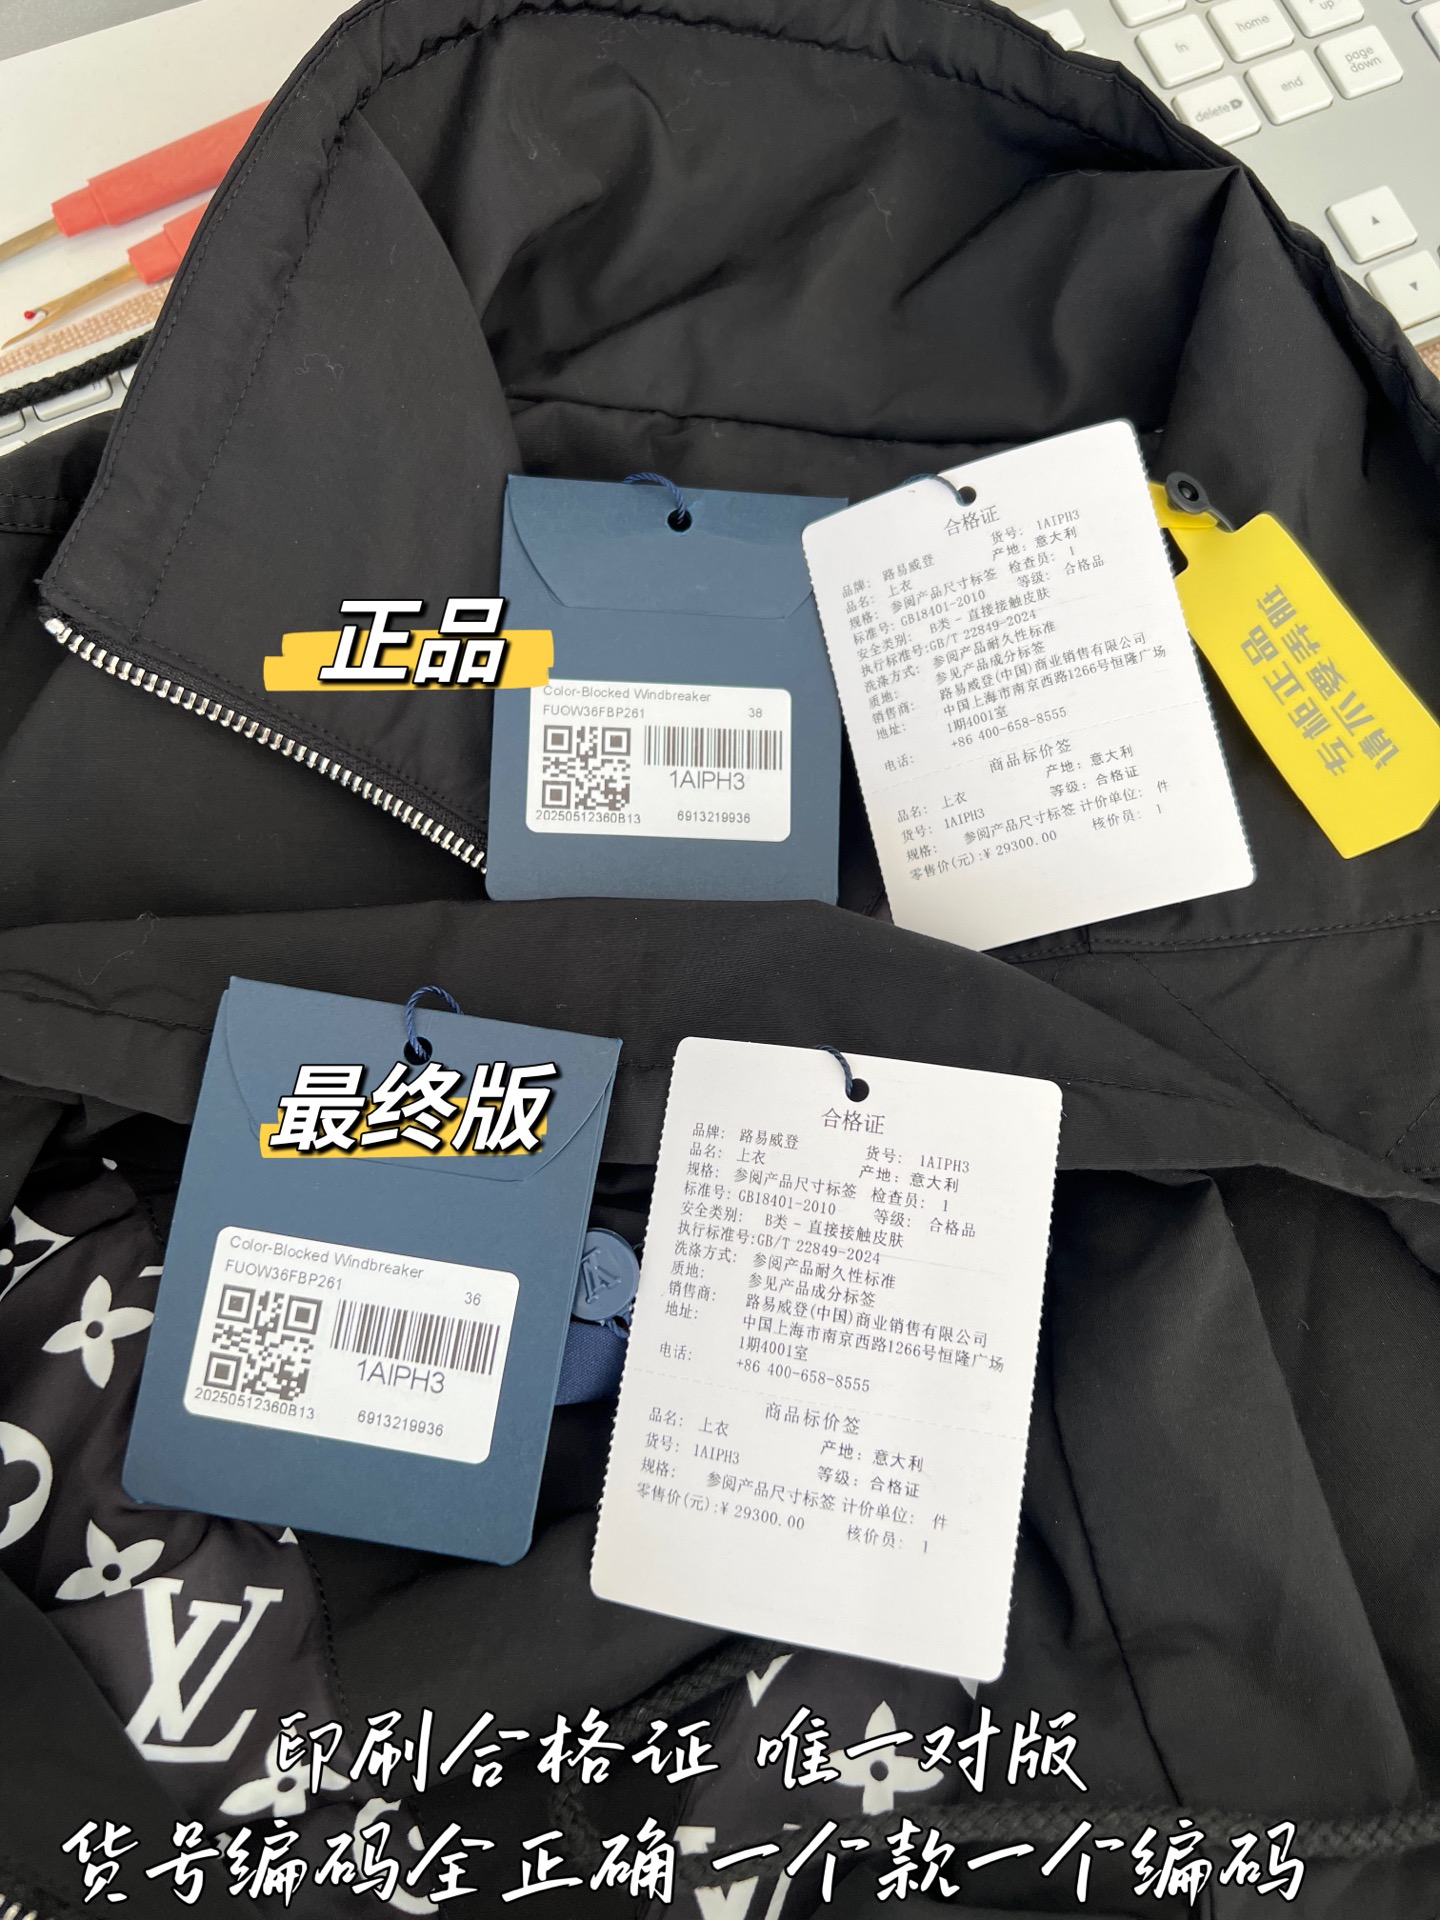 home
up
fn
end
page
down
delete
正品
Color-Blocked Windbreaker
FUOW36FBP261
38
1AIPH3
20250512360B13
6913219936
合格证
货号: 1AIPH3
品牌: 路易威登
产地: 意大利
品名: 上衣
检查员: 1
规格: 参阅产品尺寸标签
等级: 合格品
标准号: GB18401-2010
安全类别: B类 - 直接接触皮肤
执行标准号:GB/T 22849-2024
洗涤方式: 参阅产品耐久性标准
质地: 参见产品成分标签
销售商: 路易威登(中国)商业销售有限公司
地址: 中国上海市南京西路1266号恒隆广场
1期4001室
电话: +86 400-658-8555
商品标价签
产地: 意大利
品名: 上衣
等级: 合格证
货号: 1AIPH3
规格: 参阅产品尺寸标签 计价单位: 件
零售价(元):¥ 29300.00
核价员: 1
专柜正品
请不要弄脏
最终版
Color-Blocked Windbreaker
FUOW36FBP261
36
1AIPH3
20250512360B13
6913219936
合格证
品牌: 路易威登
货号: 1AIPH3
品名: 上衣
产地: 意大利
规格: 参阅产品尺寸标签
检查员: 1
标准号: GB18401-2010
等级: 合格品
安全类别: B类 - 直接接触皮肤
执行标准号:GB/T 22849-2024
洗涤方式: 参阅产品耐久性标准
质地: 参见产品成分标签
销售商: 路易威登(中国)商业销售有限公司
地址: 中国上海市南京西路1266号恒隆广场
1期4001室
电话: +86 400-658-8555
商品标价签
品名: 上衣
产地: 意大利
货号: 1AIPH3
等级: 合格证
规格: 参阅产品尺寸标签 计价单位: 件
零售价(元):¥ 29300.00
核价员: 1
LV
印刷合格证 唯一对版
货号编码全正确 一个款一个编码